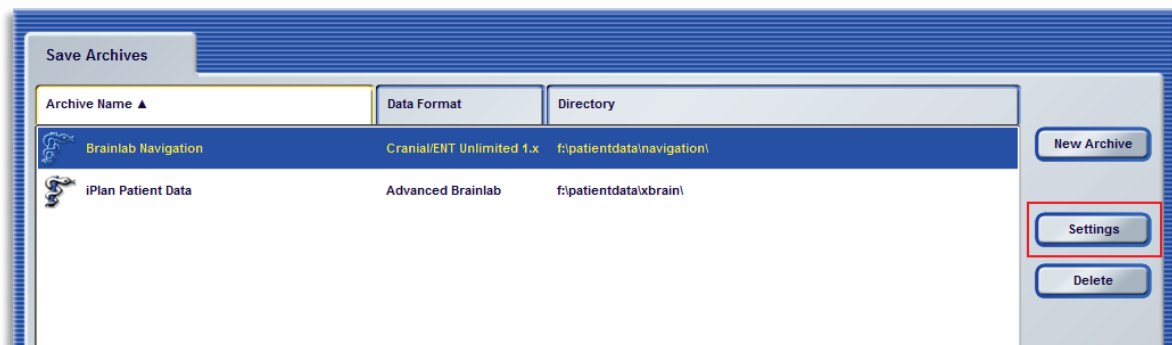 Save Archives
Archive Name ▲ Data Format Directory
Brainlab Navigation Cranial/ENT Unlimited 1.x f:\patientdata\navigation\
New Archive
iPlan Patient Data Advanced Brainlab f:\patientdata\xbrain\
Settings
Delete